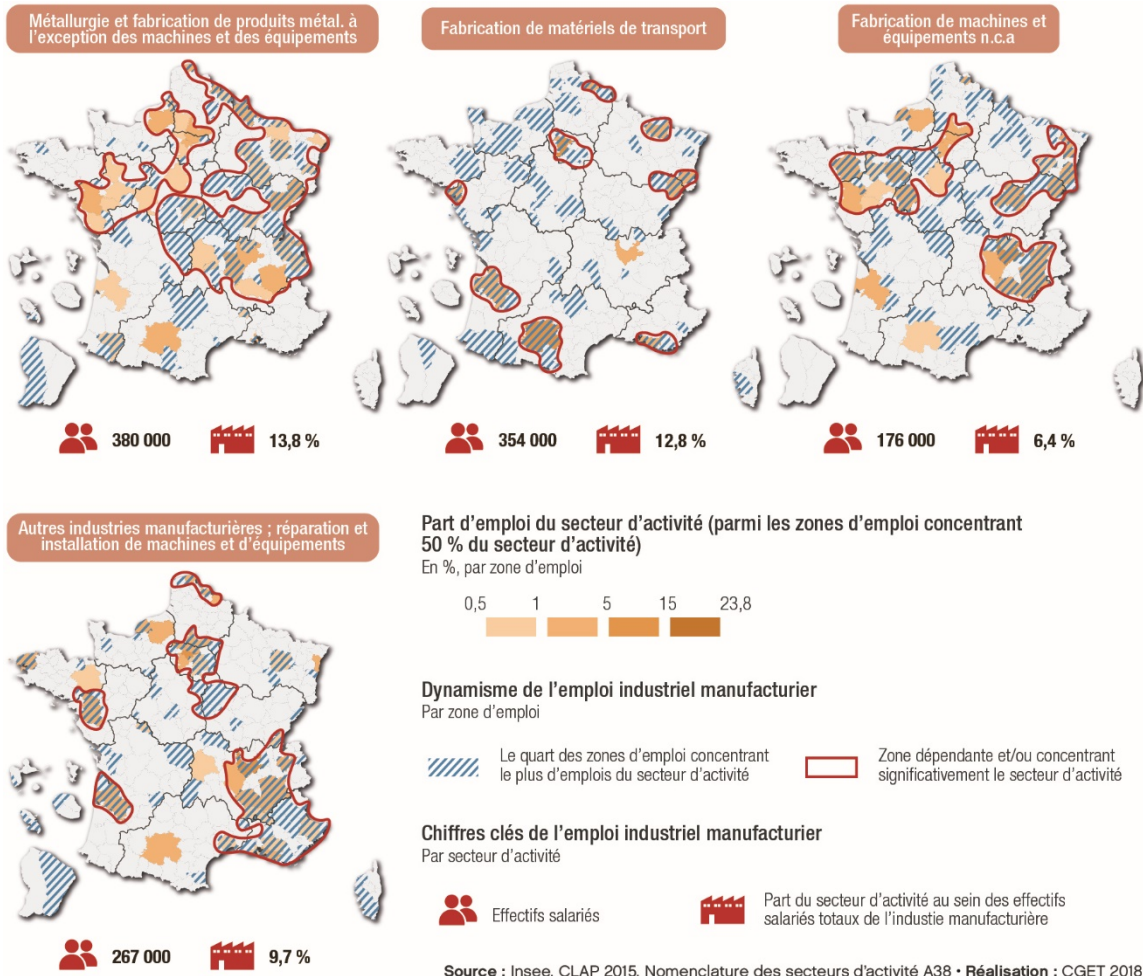 Métallurgie et fabrication de produits métal. à
l'exception des machines et des équipements
Fabrication de matériels de transport
Fabrication de machines et
équipements n.c.a
380 000
13,8 %
354 000
12,8 %
176 000
6,4 %
Autres industries manufacturières ; réparation et
installation de machines et d'équipements
267 000
9,7 %
Part d'emploi du secteur d'activité (parmi les zones d'emploi concentrant
50 % du secteur d'activité)
En %, par zone d'emploi
0,5 1 5 15 23,8
Dynamisme de l'emploi industriel manufacturier
Par zone d'emploi
Le quart des zones d'emploi concentrant
le plus d'emplois du secteur d'activité
Zone dépendante et/ou concentrant
significativement le secteur d'activité
Chiffres clés de l'emploi industriel manufacturier
Par secteur d'activité
Effectifs salariés
Part du secteur d'activité au sein des effectifs
salariés totaux de l'industie manufacturière
Source : Insee, CLAP 2015, Nomenclature des secteurs d'activité A38 • Réalisation : CGET 2018